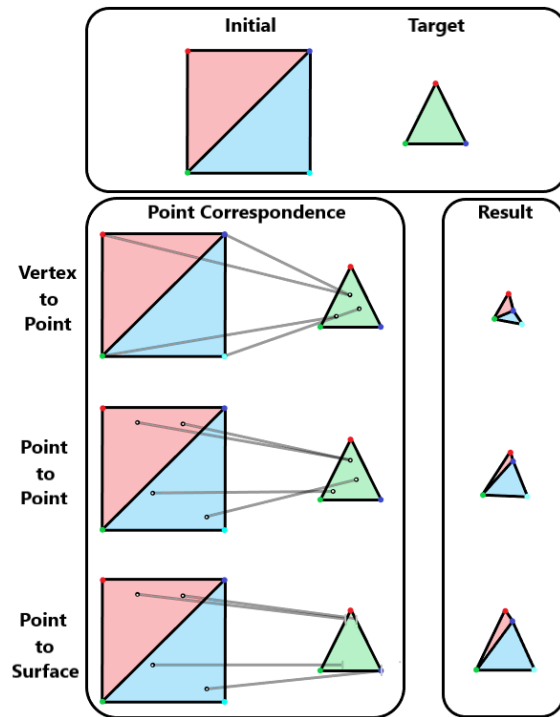 Initial Target
Point Correspondence Result
Vertex
to
Point
Point
to
Point
Point
to
Surface